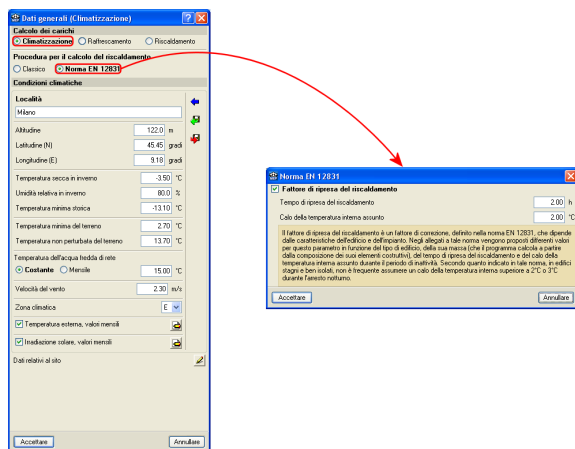 Dati generali (Climatizzazione)
Calcolo dei carichi
Climatizzazione Raffrescamento Riscaldamento
Procedura per il calcolo del riscaldamento
Classico Norma EN 12831
Condizioni climatiche
Località
Milano
Altitudine 122.0 m
Latitudine (N) 45.45 gradi
Longitudine (E) 9.18 gradi
Temperatura secca in inverno -3.50 °C
Umidità relativa in inverno 80.0 %
Temperatura minima storica -13.10 °C
Temperatura minima del terreno 2.70 °C
Temperatura non perturbata del terreno 13.70 °C
Temperatura dell'acqua fredda di rete
Costante Mensile 15.00 °C
Velocità del vento 2.30 m/s
Zona climatica E
Temperatura esterna, valori mensili
Irradiazione solare, valori mensili
Dati relativi al sito
Accettare Annullare
Norma EN 12831
Fattore di ripresa del riscaldamento
Tempo di ripresa del riscaldamento 2.00 h
Calo della temperatura interna assunto 2.00 °C
Il fattore di ripresa del riscaldamento è un fattore di correzione, definito nella norma EN 12831, che dipende
dalle caratteristiche dell'edificio e dell'impianto. Negli allegati a tale norma vengono proposti differenti valori
per questo parametro in funzione del tipo di edificio, della sua massa (che il programma calcola a partire
dalla composizione dei suoi elementi costruttivi), del tempo di ripresa del riscaldamento e del calo della
temperatura interna assunto durante il periodo di inattività. Secondo quanto indicato in tale norma, in edifici
stagni e ben isolati, non è frequente assumere un calo della temperatura interna superiore a 2°C o 3°C
durante l'arresto notturno.
Accettare Annullare